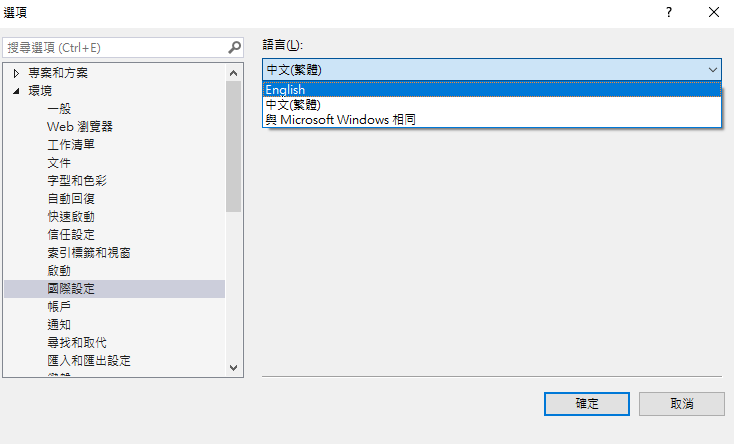 選項
搜尋選項 (Ctrl+E)
專案和方案
環境
一般
Web 瀏覽器
工作清單
文件
字型和色彩
自動回復
快速啟動
信任設定
索引標籤和視窗
啟動
國際設定
帳戶
通知
尋找和取代
匯入和匯出設定
語言(L):
中文(繁體)
English
中文(繁體)
與 Microsoft Windows 相同
確定
取消